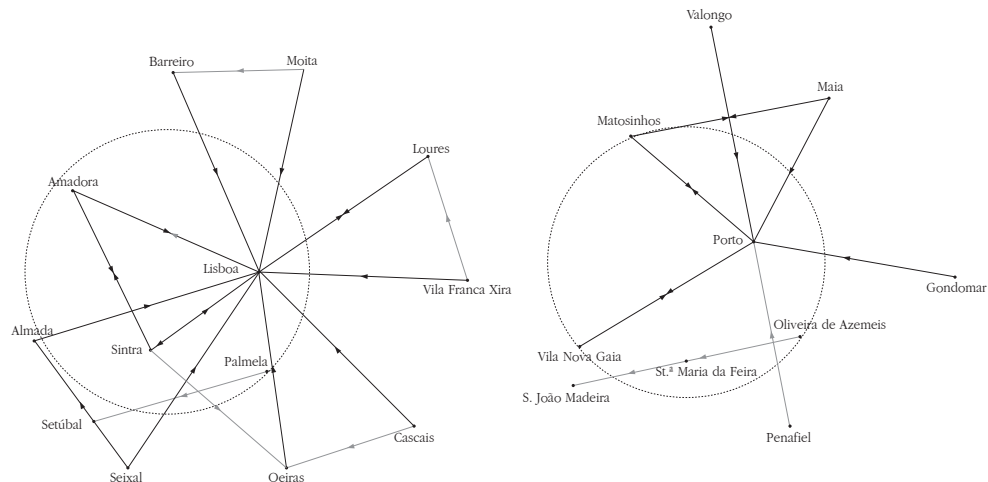 Valongo
Barreiro
Moita
Maia
Matosinhos
Loures
Amadora
Porto
Lisboa
Gondomar
Vila Franca Xira
Oliveira de Azemeis
Almada
Sintra
Palmela
Vila Nova Gaia
St.ª Maria da Feira
S. João Madeira
Setúbal
Cascais
Penafiel
Seixal
Oeiras